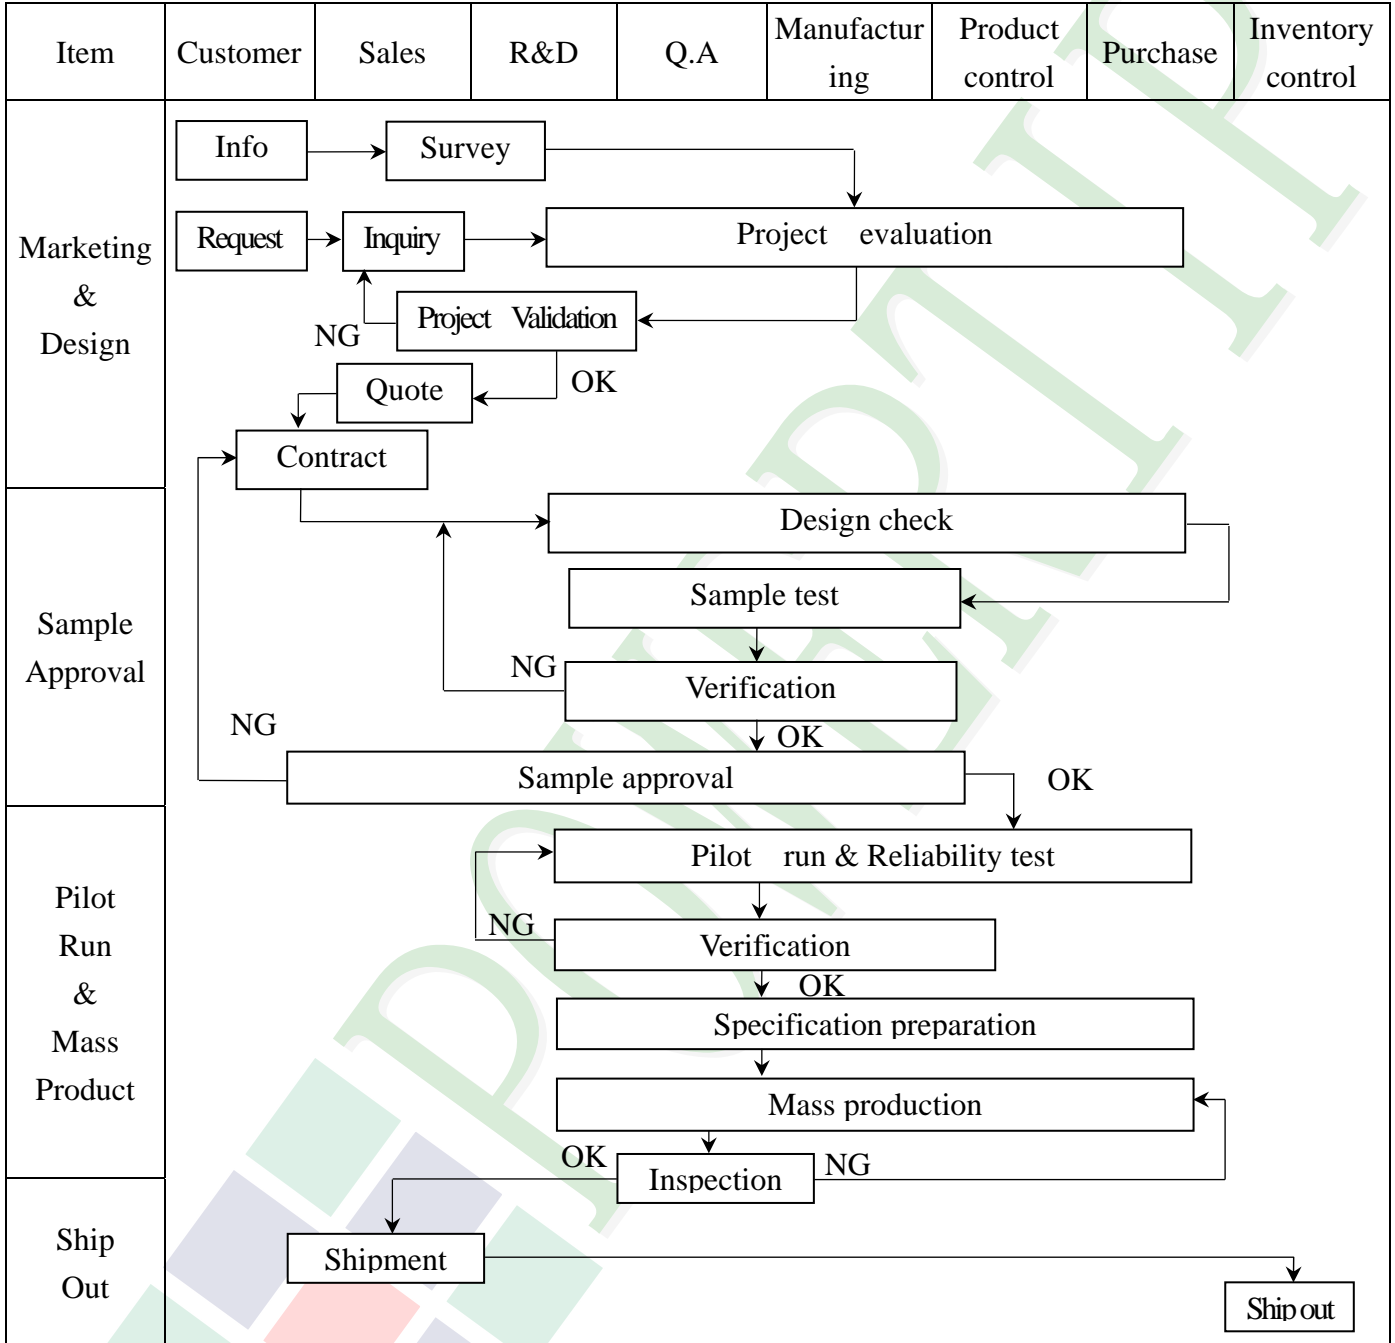 Item
Customer
Sales
R&D
Q.A
Manufactur
ing
Product
control
Purchase
Inventory
control
Marketing
&
Design
Info
Survey
Request
Inquiry
Project evaluation
NG
Project Validation
Quote
OK
Contract
Sample
Approval
Design check
Sample test
NG
Verification
NG
OK
Sample approval
OK
Pilot
Run
&
Mass
Product
Pilot run & Reliability test
NG
Verification
OK
Specification preparation
Mass production
OK
Inspection
NG
Ship
Out
Shipment
Ship out
POWERTIP